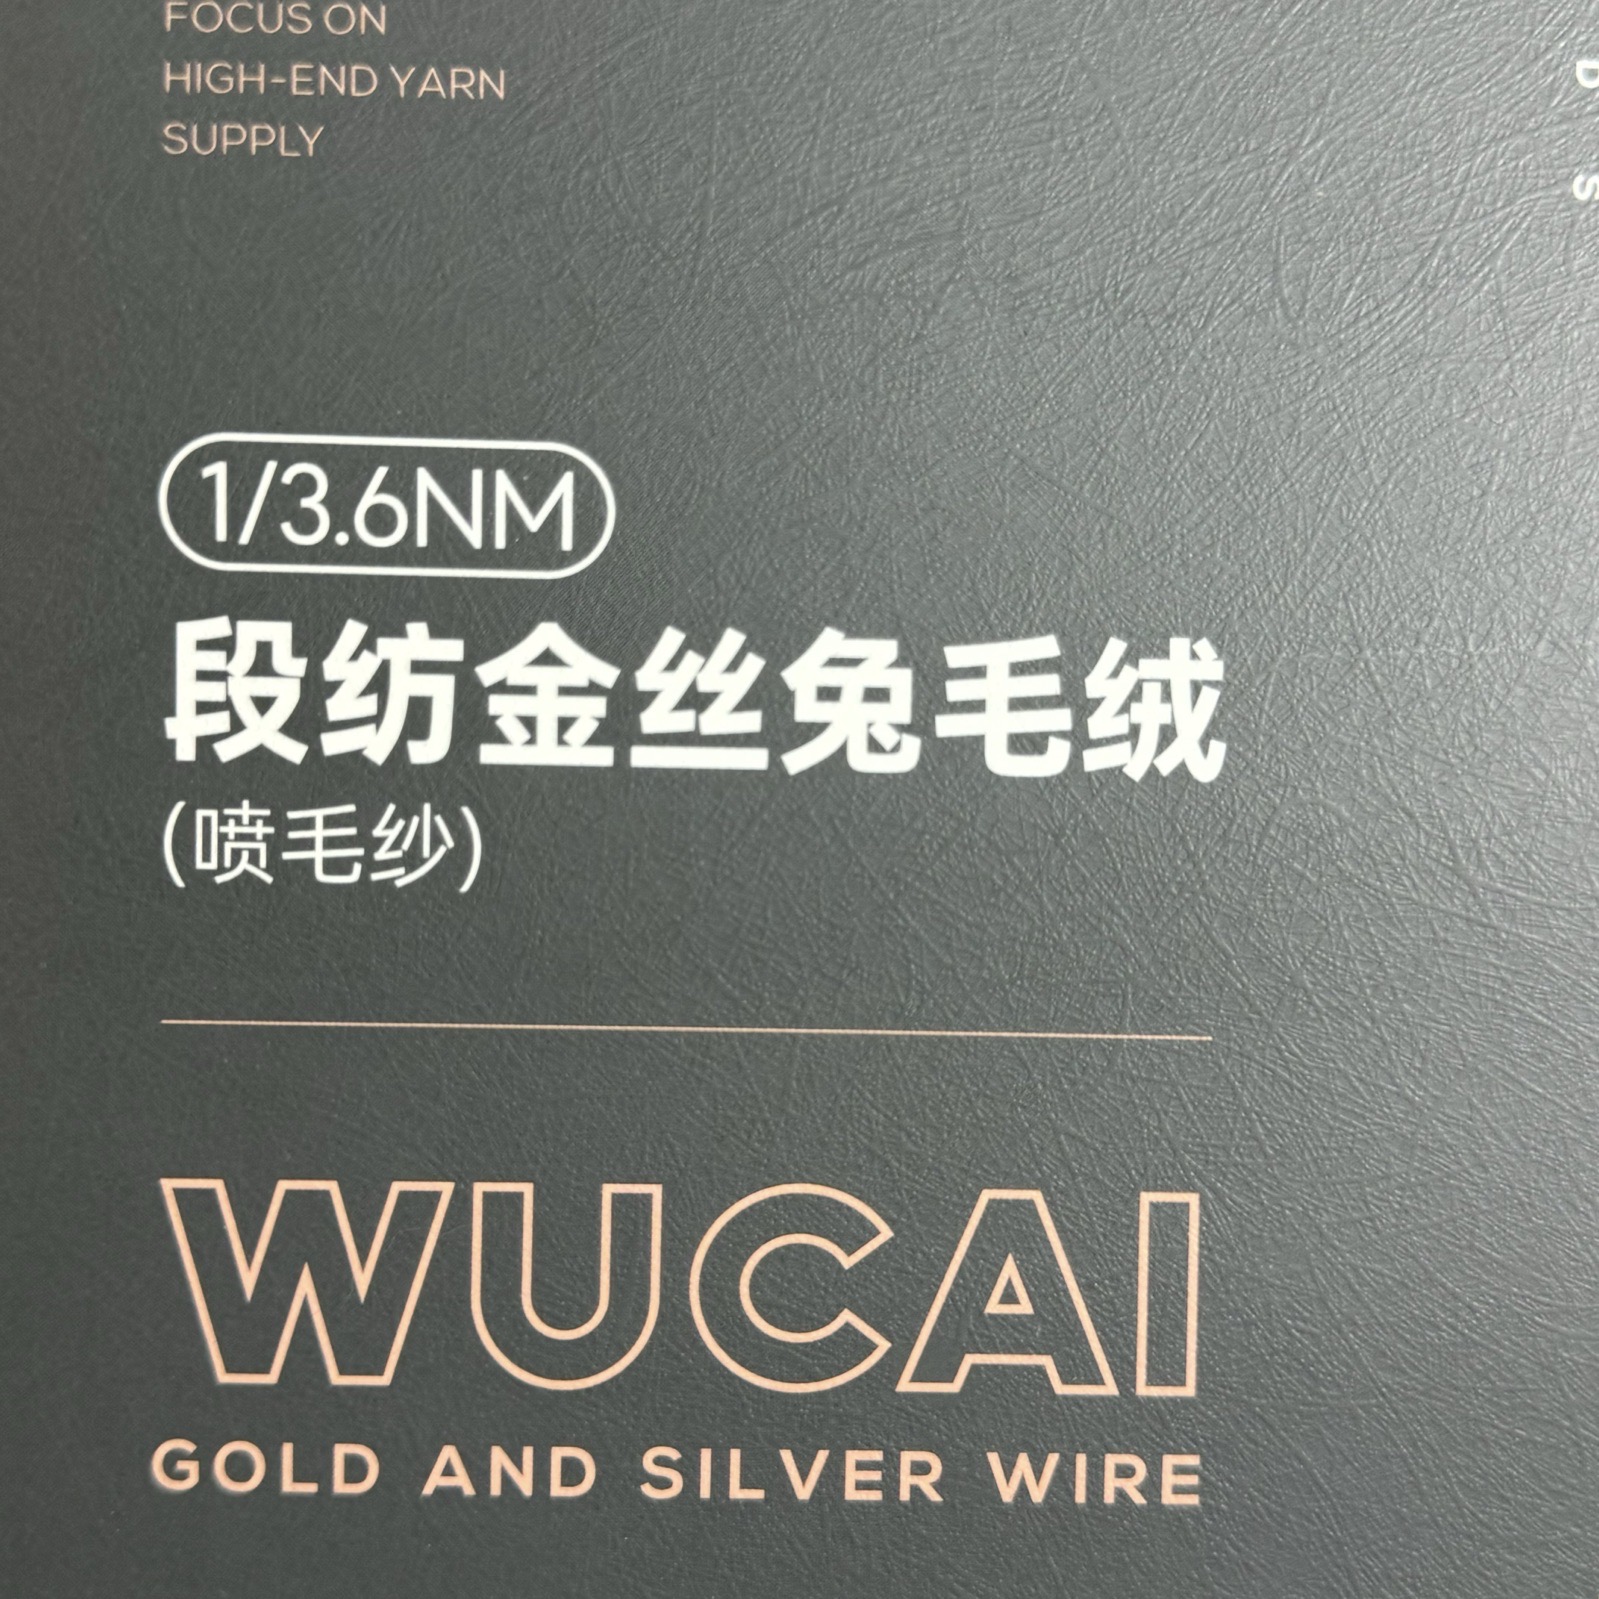 FOCUS ON
HIGH-END YARN
SUPPLY
1/3.6NM
段纺金丝兔毛绒
(喷毛纱)
WUCAI
GOLD AND SILVER WIRE